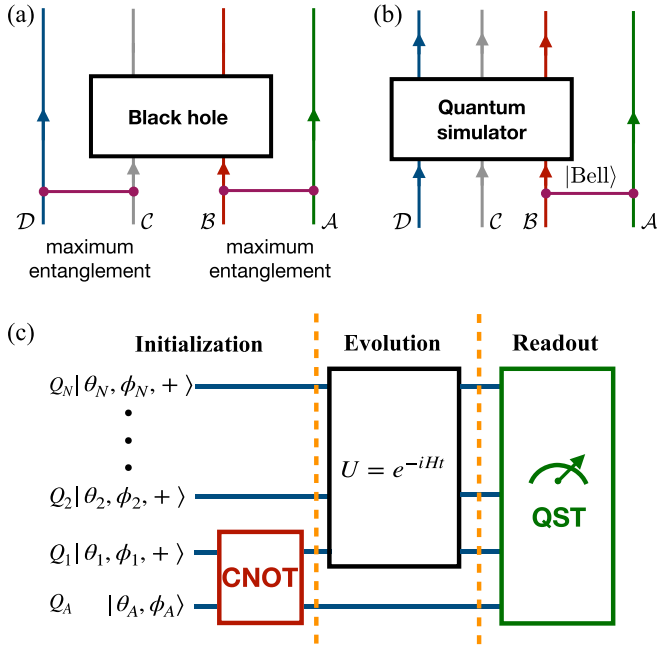 (a)
Black hole
𝒟 𝒞 ℬ 𝒜
maximum entanglement
maximum entanglement
(b)
Quantum
simulator
|Bell⟩
𝒟 𝒞 ℬ 𝒜
(c)
Initialization Evolution Readout
Q_N |θ_N, ϕ_N, + ⟩
U = e^{−iHt}
Q_2 |θ_2, ϕ_2, + ⟩
QST
Q_1 |θ_1, ϕ_1, + ⟩
CNOT
Q_A |θ_A, ϕ_A⟩